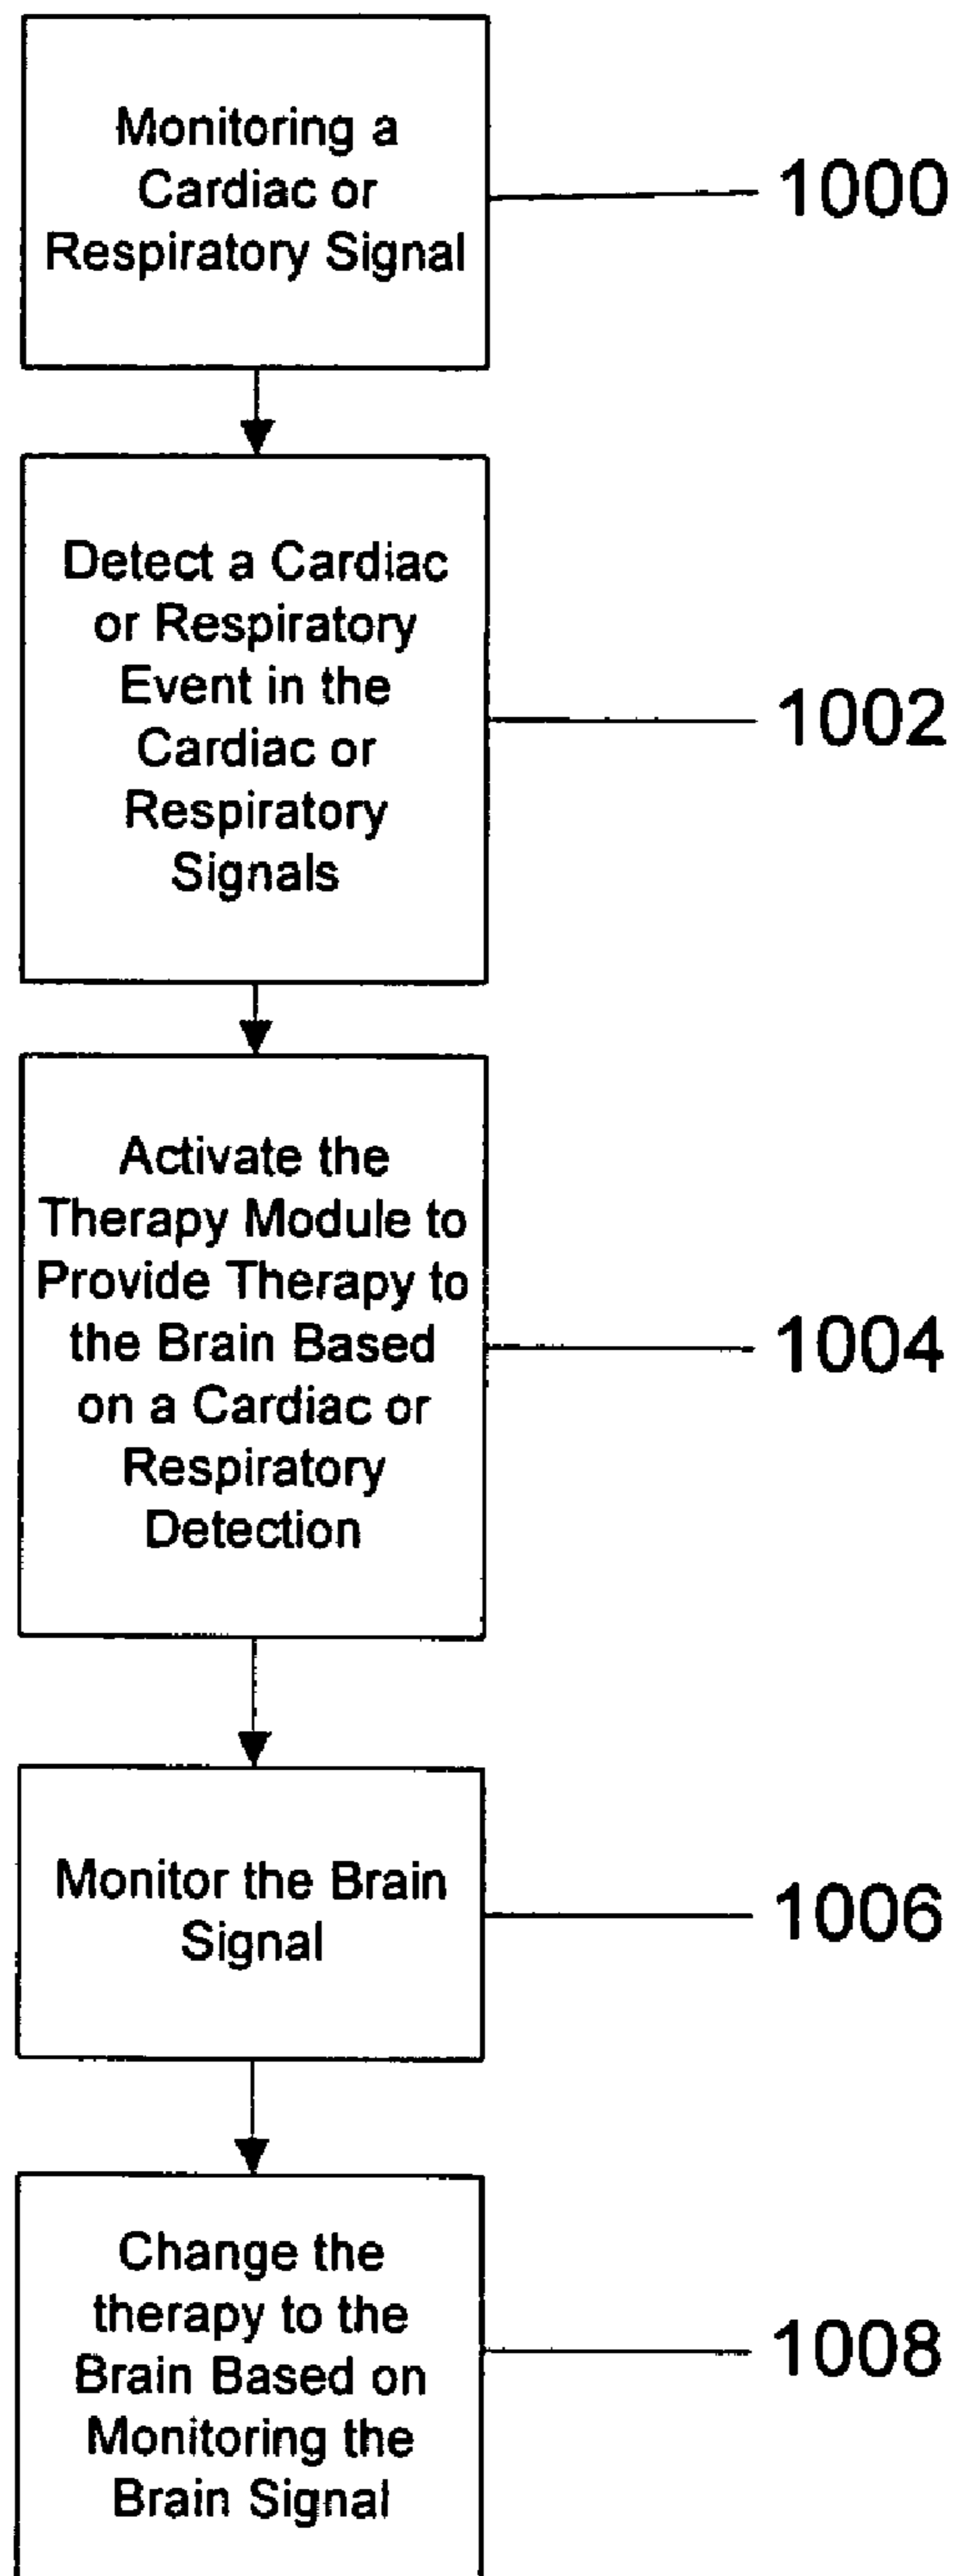 Monitoring a
Cardiac or
Respiratory Signal
1000
Detect a Cardiac
or Respiratory
Event in the
Cardiac or
Respiratory
Signals
1002
Activate the
Therapy Module to
Provide Therapy to
the Brain Based
on a Cardiac or
Respiratory
Detection
1004
Monitor the Brain
Signal
1006
Change the
therapy to the
Brain Based on
Monitoring the
Brain Signal
1008